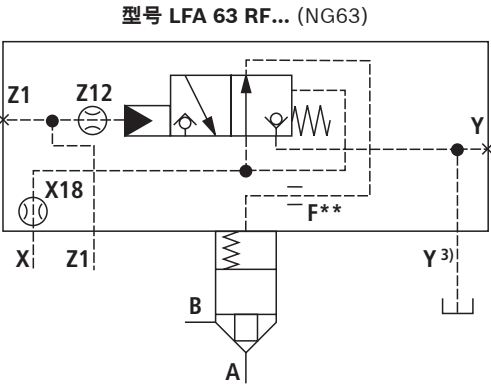 型号 LFA 63 RF... (NG63)
Z1
Z12
Y
X18
F**
X
Z1
Y 3)
B
A